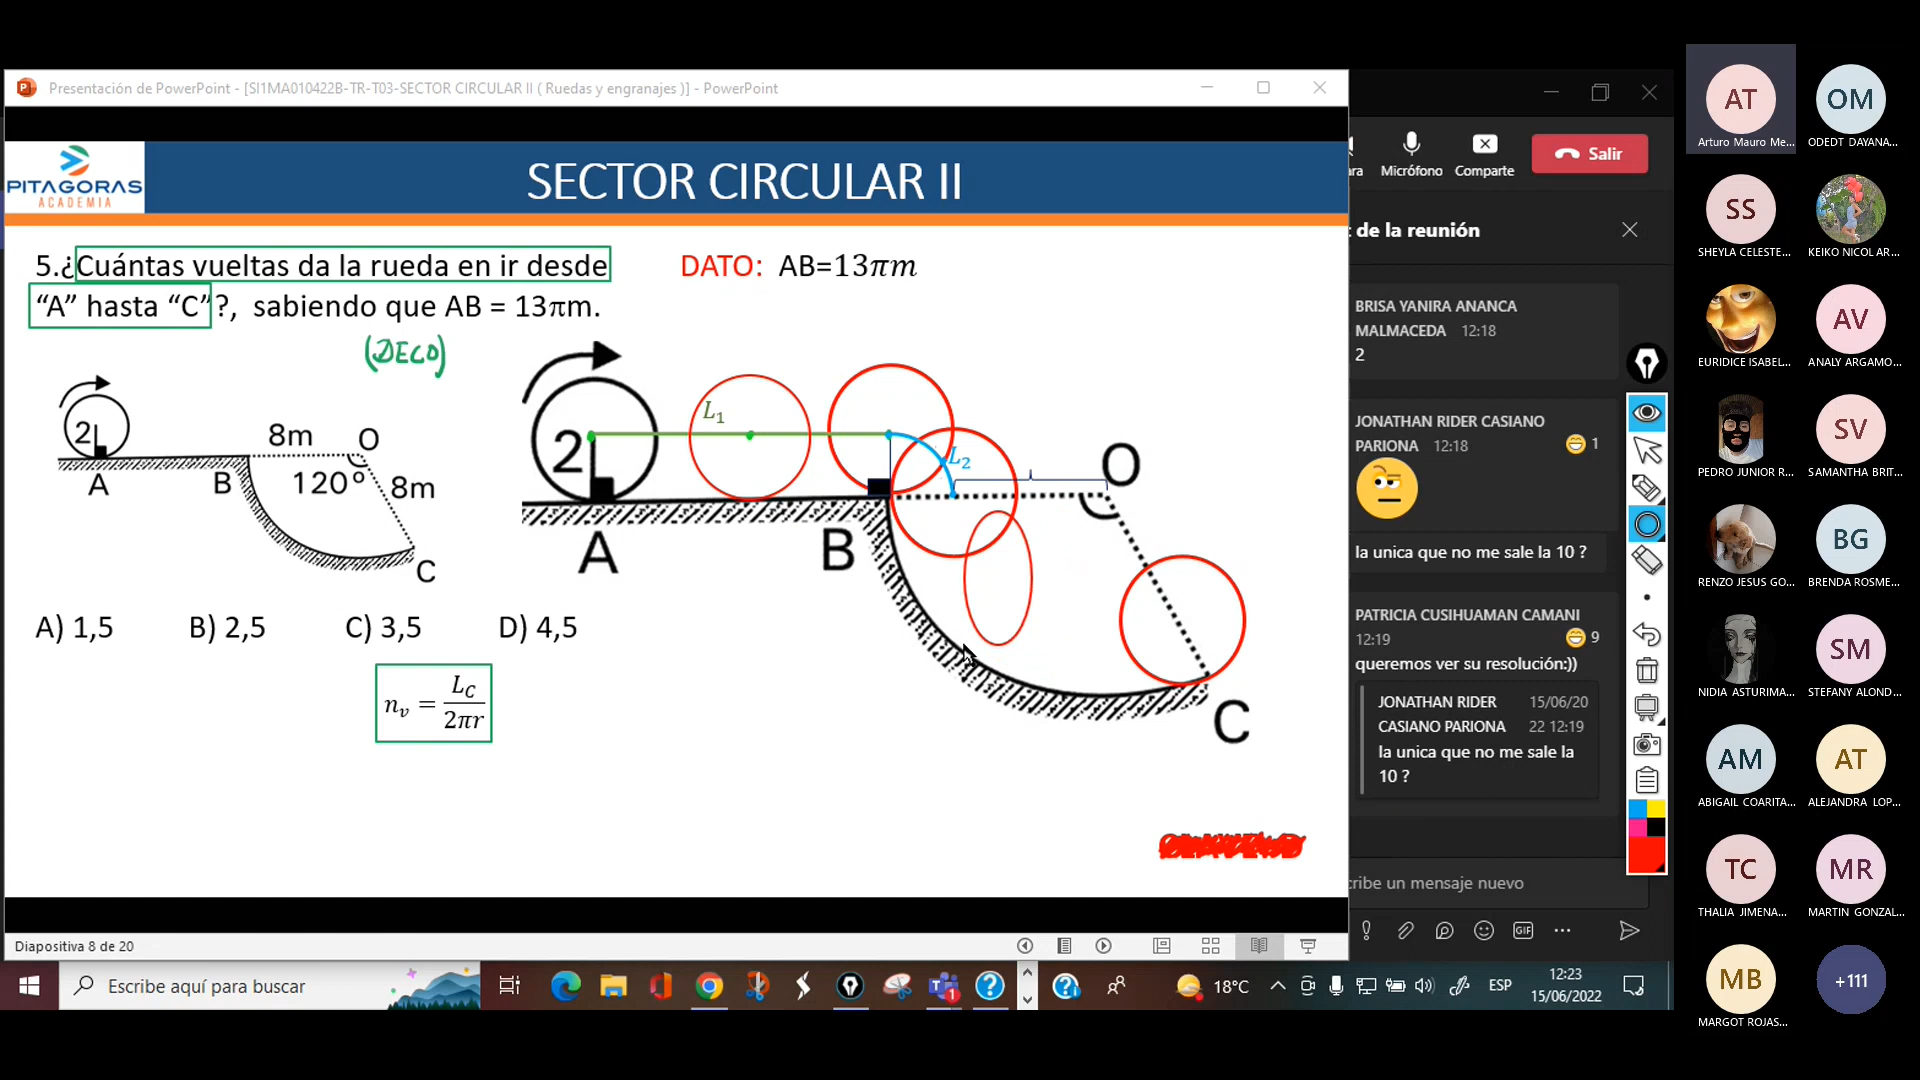 Presentación de PowerPoint - [SI1MA010422B-TR-T03-SECTOR CIRCULAR II ( Ruedas y engranajes )] - PowerPoint
PITAGORAS
ACADEMIA
SECTOR CIRCULAR II
5.¿Cuántas vueltas da la rueda en ir desde
“A” hasta “C”?, sabiendo que AB = 13πm.
DATO: AB=13πm
2
A
B
8m
O
120°
8m
C
2
L₁
L₂
O
A
B
C
A) 1,5 B) 2,5 C) 3,5 D) 4,5
nᵥ = L_C / 2πr
Diapositiva 8 de 20
Micrófono
Comparte
Salir
de la reunión
BRISA YANIRA ANANCA
MALMACEDA 12:18
2
JONATHAN RIDER CASIANO
PARIONA 12:18
1
la unica que no me sale la 10 ?
PATRICIA CUSIHUAMAN CAMANI
12:19
9
queremos ver su resolución:))
JONATHAN RIDER 15/06/20
CASIANO PARIONA 22 12:19
la unica que no me sale la
10 ?
cribe un mensaje nuevo
GIF
AT
Arturo Mauro Me...
OM
ODEDT DAYANA...
SS
SHEYLA CELESTE...
KEIKO NICOL AR...
EURIDICE ISABEL...
AV
ANALY ARGAMO...
PEDRO JUNIOR R...
SV
SAMANTHA BRIT...
RENZO JESUS GO...
BG
BRENDA ROSME...
NIDIA ASTURIMA...
SM
STEFANY ALOND...
AM
ABIGAIL COARITA...
AT
ALEJANDRA LOP...
TC
THALIA JIMENA...
MR
MARTIN GONZAL...
MB
MARGOT ROJAS...
+111
Escribe aquí para buscar
1
18°C
ESP
12:23
15/06/2022